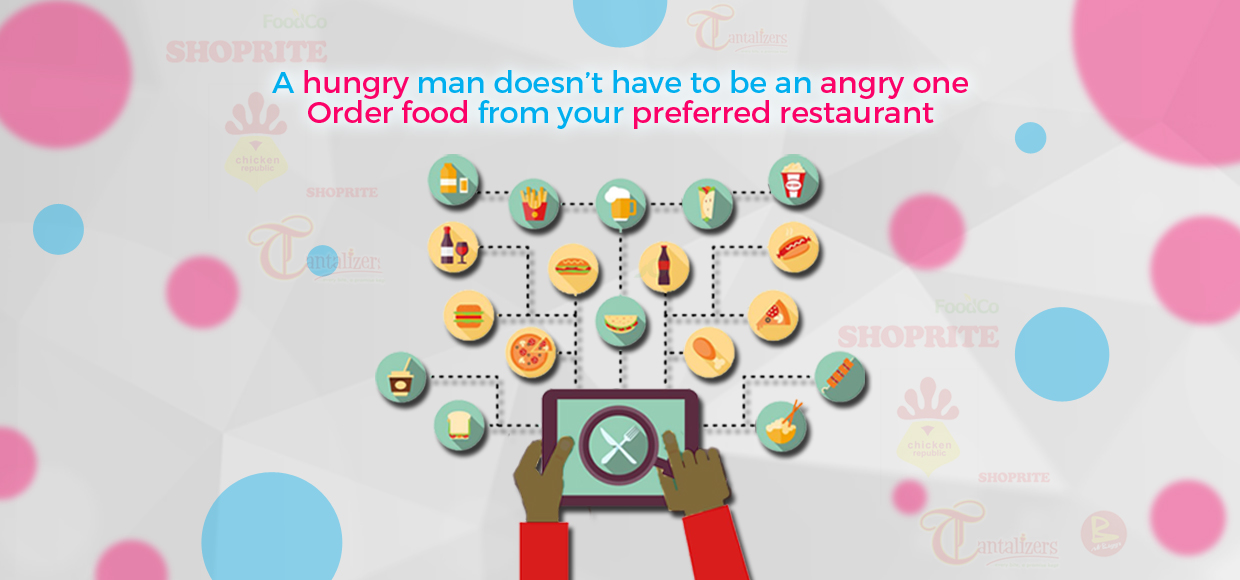 FoodCo
SHOPRITE
Tantalizers
A hungry man doesn't have to be an angry one
Order food from your preferred restaurant
chicken
republic
SHOPRITE
Tantalizers
FoodCo
SHOPRITE
chicken
republic
SHOPRITE
Tantalizers